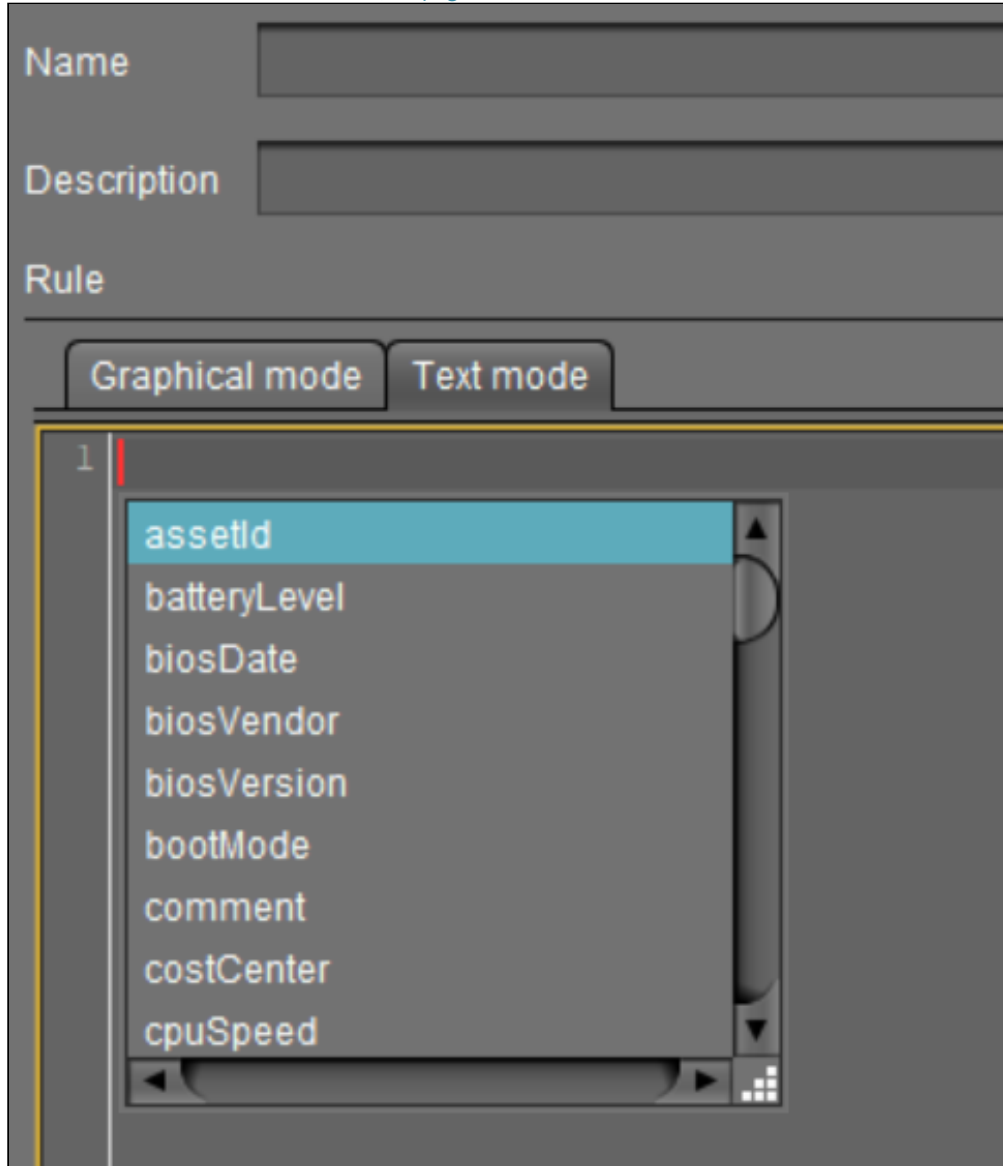 Name
Description
Rule
Graphical mode Text mode
1
assetId
batteryLevel
biosDate
biosVendor
biosVersion
bootMode
comment
costCenter
cpuSpeed